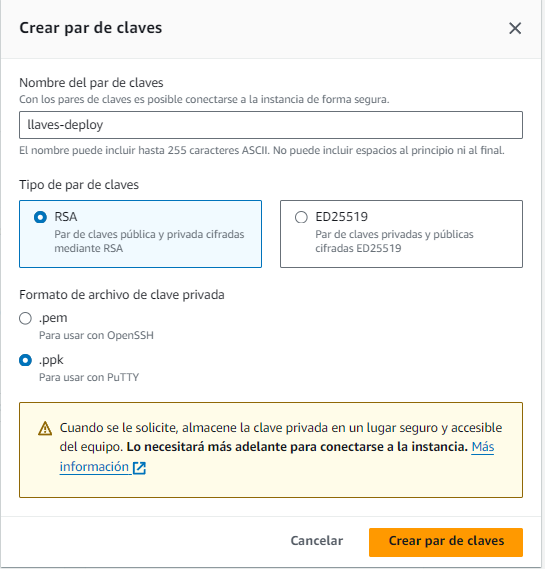 Crear par de claves
Nombre del par de claves
Con los pares de claves es posible conectarse a la instancia de forma segura.
llaves-deploy
El nombre puede incluir hasta 255 caracteres ASCII. No puede incluir espacios al principio ni al final.
Tipo de par de claves
RSA
Par de claves pública y privada cifradas
mediante RSA
ED25519
Par de claves privadas y públicas
cifradas ED25519
Formato de archivo de clave privada
.pem
Para usar con OpenSSH
.ppk
Para usar con PuTTY
Cuando se le solicite, almacene la clave privada en un lugar seguro y accesible
del equipo. Lo necesitará más adelante para conectarse a la instancia. Más
información
Cancelar
Crear par de claves